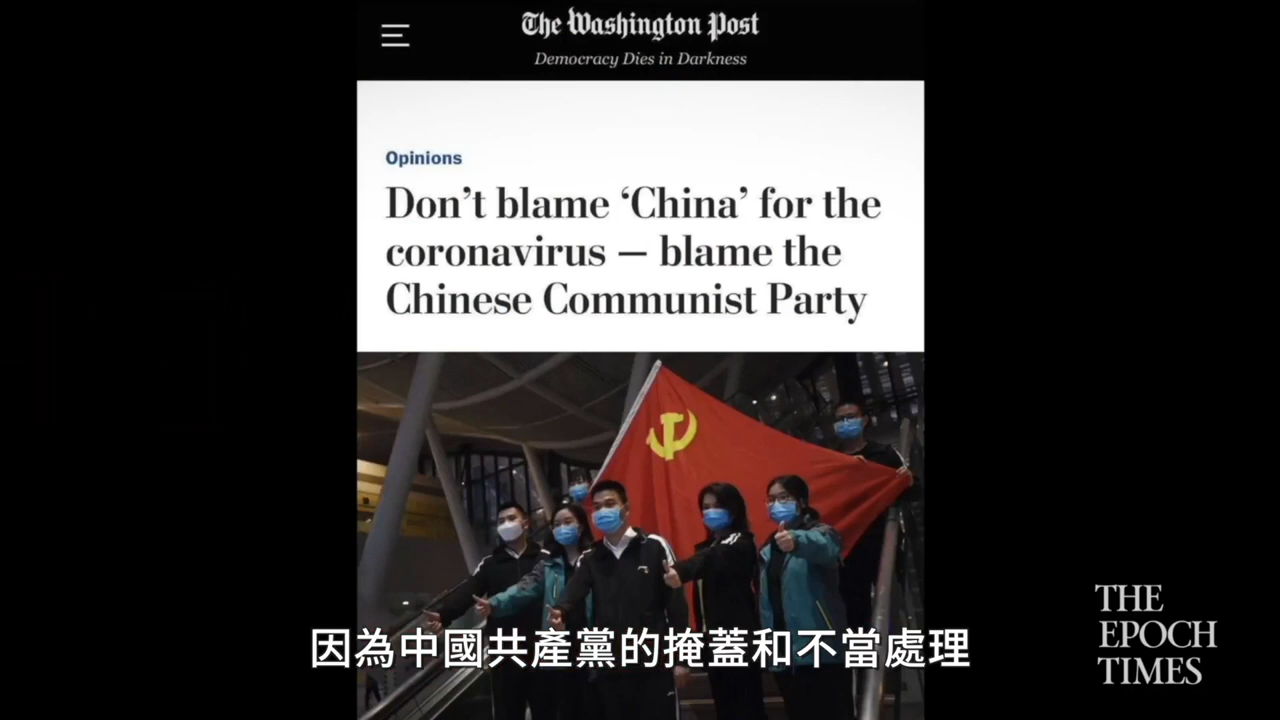 The Washington Post
Democracy Dies in Darkness
Opinions
Don’t blame ‘China’ for the
coronavirus — blame the
Chinese Communist Party
因為中國共產黨的掩蓋和不當處理
THE
EPOCH
TIMES